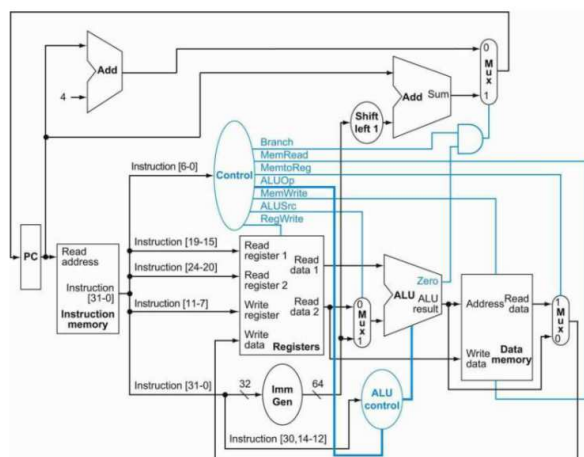 Add
4
Add
Sum
0
Mux
1
Shift
left 1
Branch
MemRead
MemtoReg
ALUOp
MemWrite
ALUSrc
RegWrite
Control
Instruction [6-0]
PC
Read
address
Instruction
[31-0]
Instruction
memory
Instruction [19-15]
Instruction [24-20]
Instruction [11-7]
Read
register 1
Read
register 2
Write
register
Write
data
Read
data 1
Read
data 2
Registers
0
Mux
1
Zero
ALU
ALU
result
Address
Read
data
Write
data
Data
memory
1
Mux
0
Instruction [31-0]
32
Imm
Gen
64
ALU
control
Instruction [30,14-12]